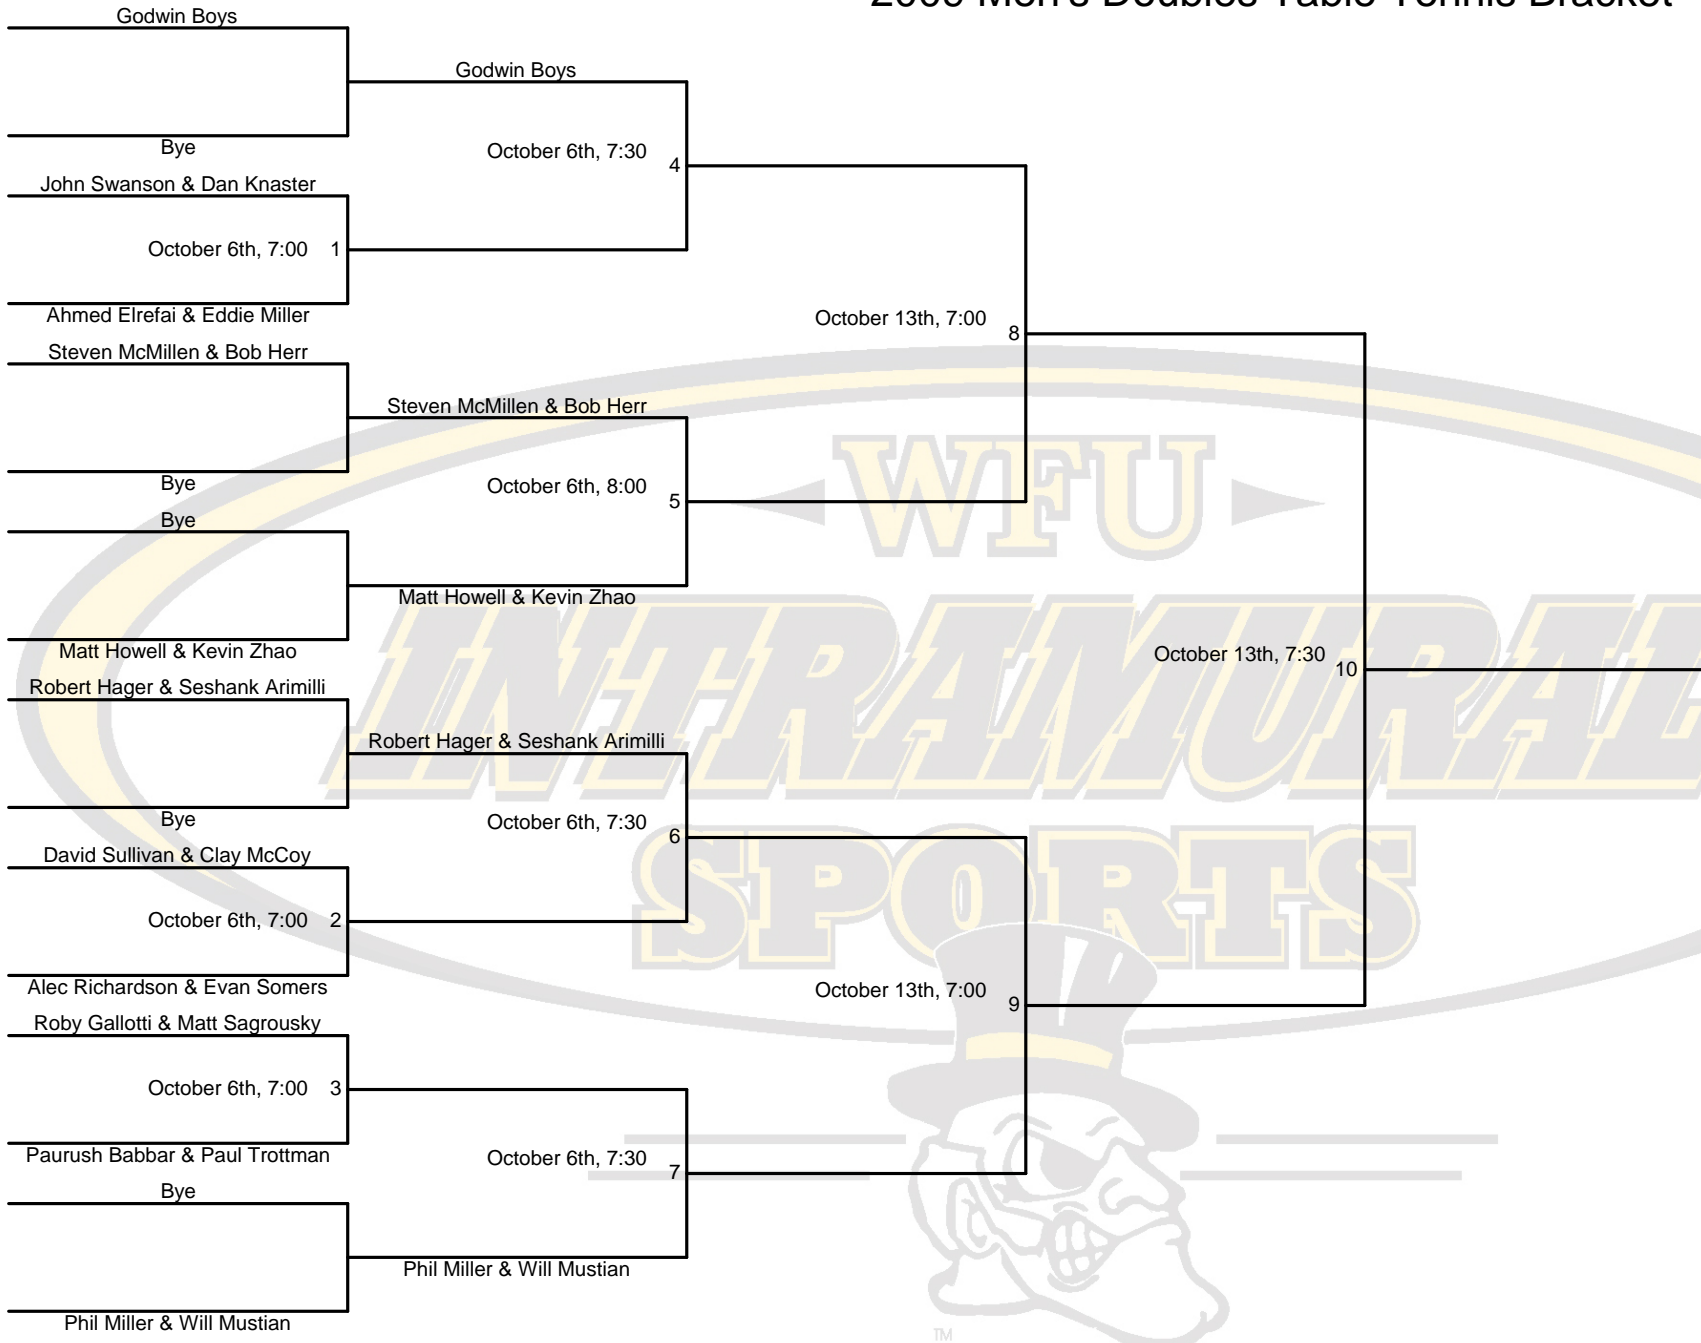 2009 Men's Doubles Table Tennis Bracket
Godwin Boys
Godwin Boys
Bye
October 6th, 7:30 4
John Swanson & Dan Knaster
October 6th, 7:00 1
Ahmed Elrefai & Eddie Miller
October 13th, 7:00 8
Steven McMillen & Bob Herr
Steven McMillen & Bob Herr
Bye
October 6th, 8:00 5
Bye
Matt Howell & Kevin Zhao
Matt Howell & Kevin Zhao
October 13th, 7:30 10
Robert Hager & Seshank Arimilli
Robert Hager & Seshank Arimilli
Bye
October 6th, 7:30 6
David Sullivan & Clay McCoy
October 6th, 7:00 2
Alec Richardson & Evan Somers
October 13th, 7:00 9
Roby Gallotti & Matt Sagrousky
October 6th, 7:00 3
Paurush Babbar & Paul Trottman
October 6th, 7:30 7
Bye
Phil Miller & Will Mustian
Phil Miller & Will Mustian
WFU
INTRAMURAL
SPORTS
TM